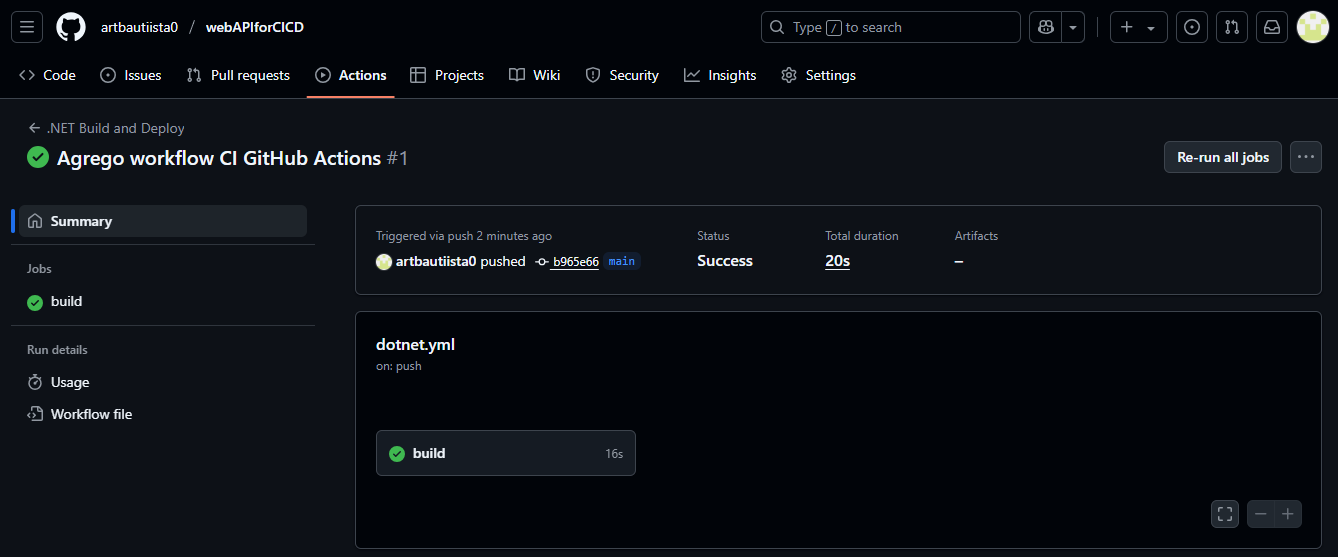 artbautiista0 / webAPIforCICD
Type / to search
Code
Issues
Pull requests
Actions
Projects
Wiki
Security
Insights
Settings
.NET Build and Deploy
Agrego workflow CI GitHub Actions #1
Re-run all jobs
Summary
Jobs
build
Run details
Usage
Workflow file
Triggered via push 2 minutes ago
artbautiista0 pushed b965e66 main
Status
Success
Total duration
20s
Artifacts
–
dotnet.yml
on: push
build 16s